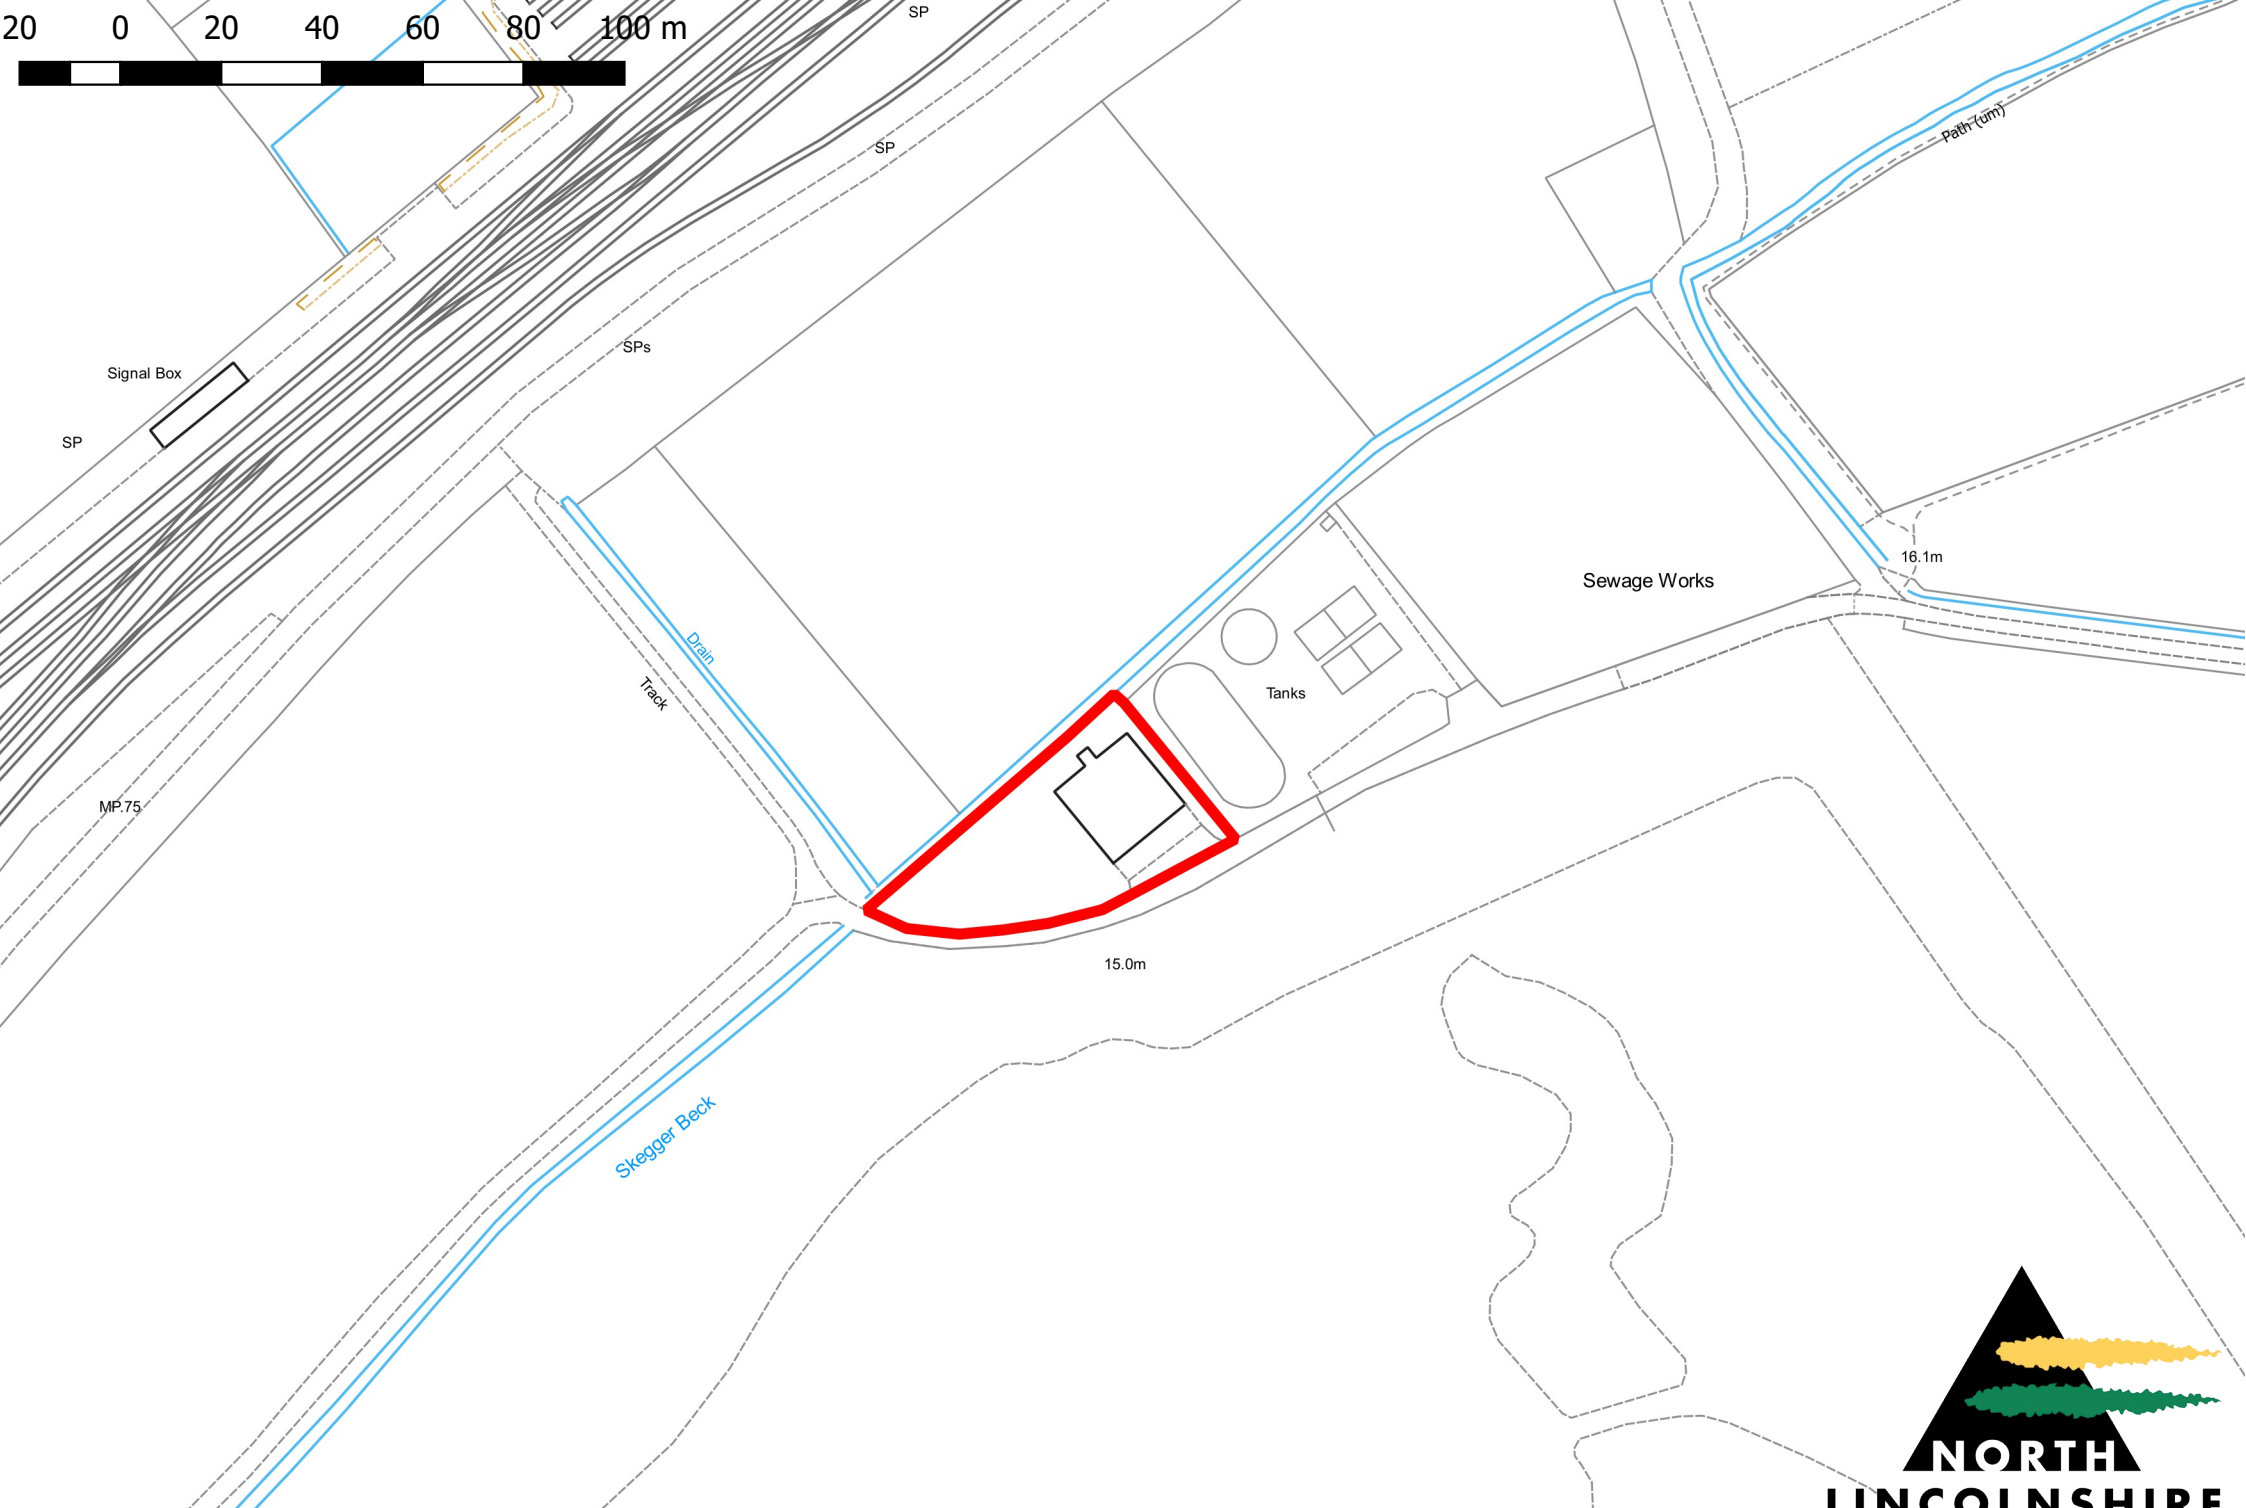 20 0 20 40 60 80 100 m
SP
SP
Path (um)
SPs
Signal Box
SP
16.1m
Sewage Works
Drain
Track
Tanks
MP.75
15.0m
Skegger Beck
NORTH
LINCOLNSHIRE